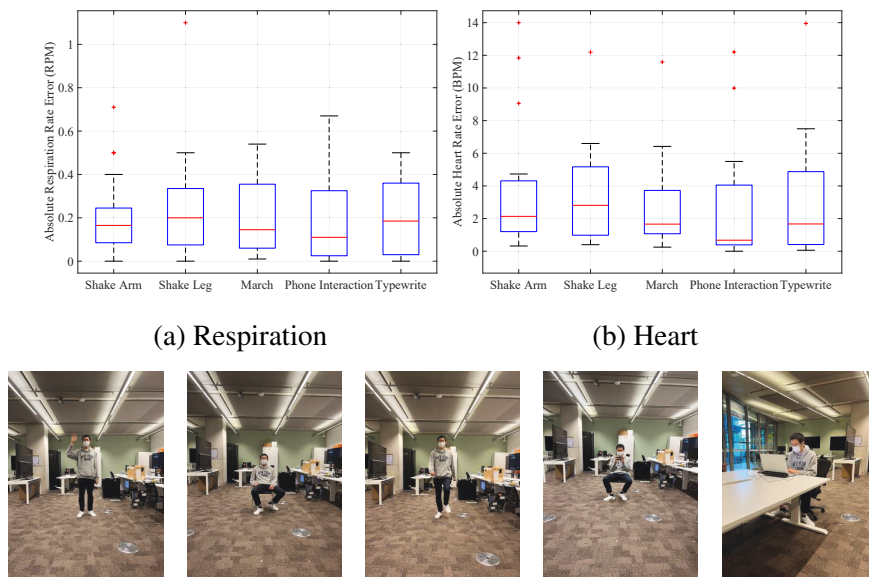 Absolute Respiration Rate Error (RPM)
1
0.8
0.6
0.4
0.2
0
Shake Arm Shake Leg March Phone Interaction Typewrite
(a) Respiration
Absolute Heart Rate Error (BPM)
14
12
10
8
6
4
2
0
Shake Arm Shake Leg March Phone Interaction Typewrite
(b) Heart